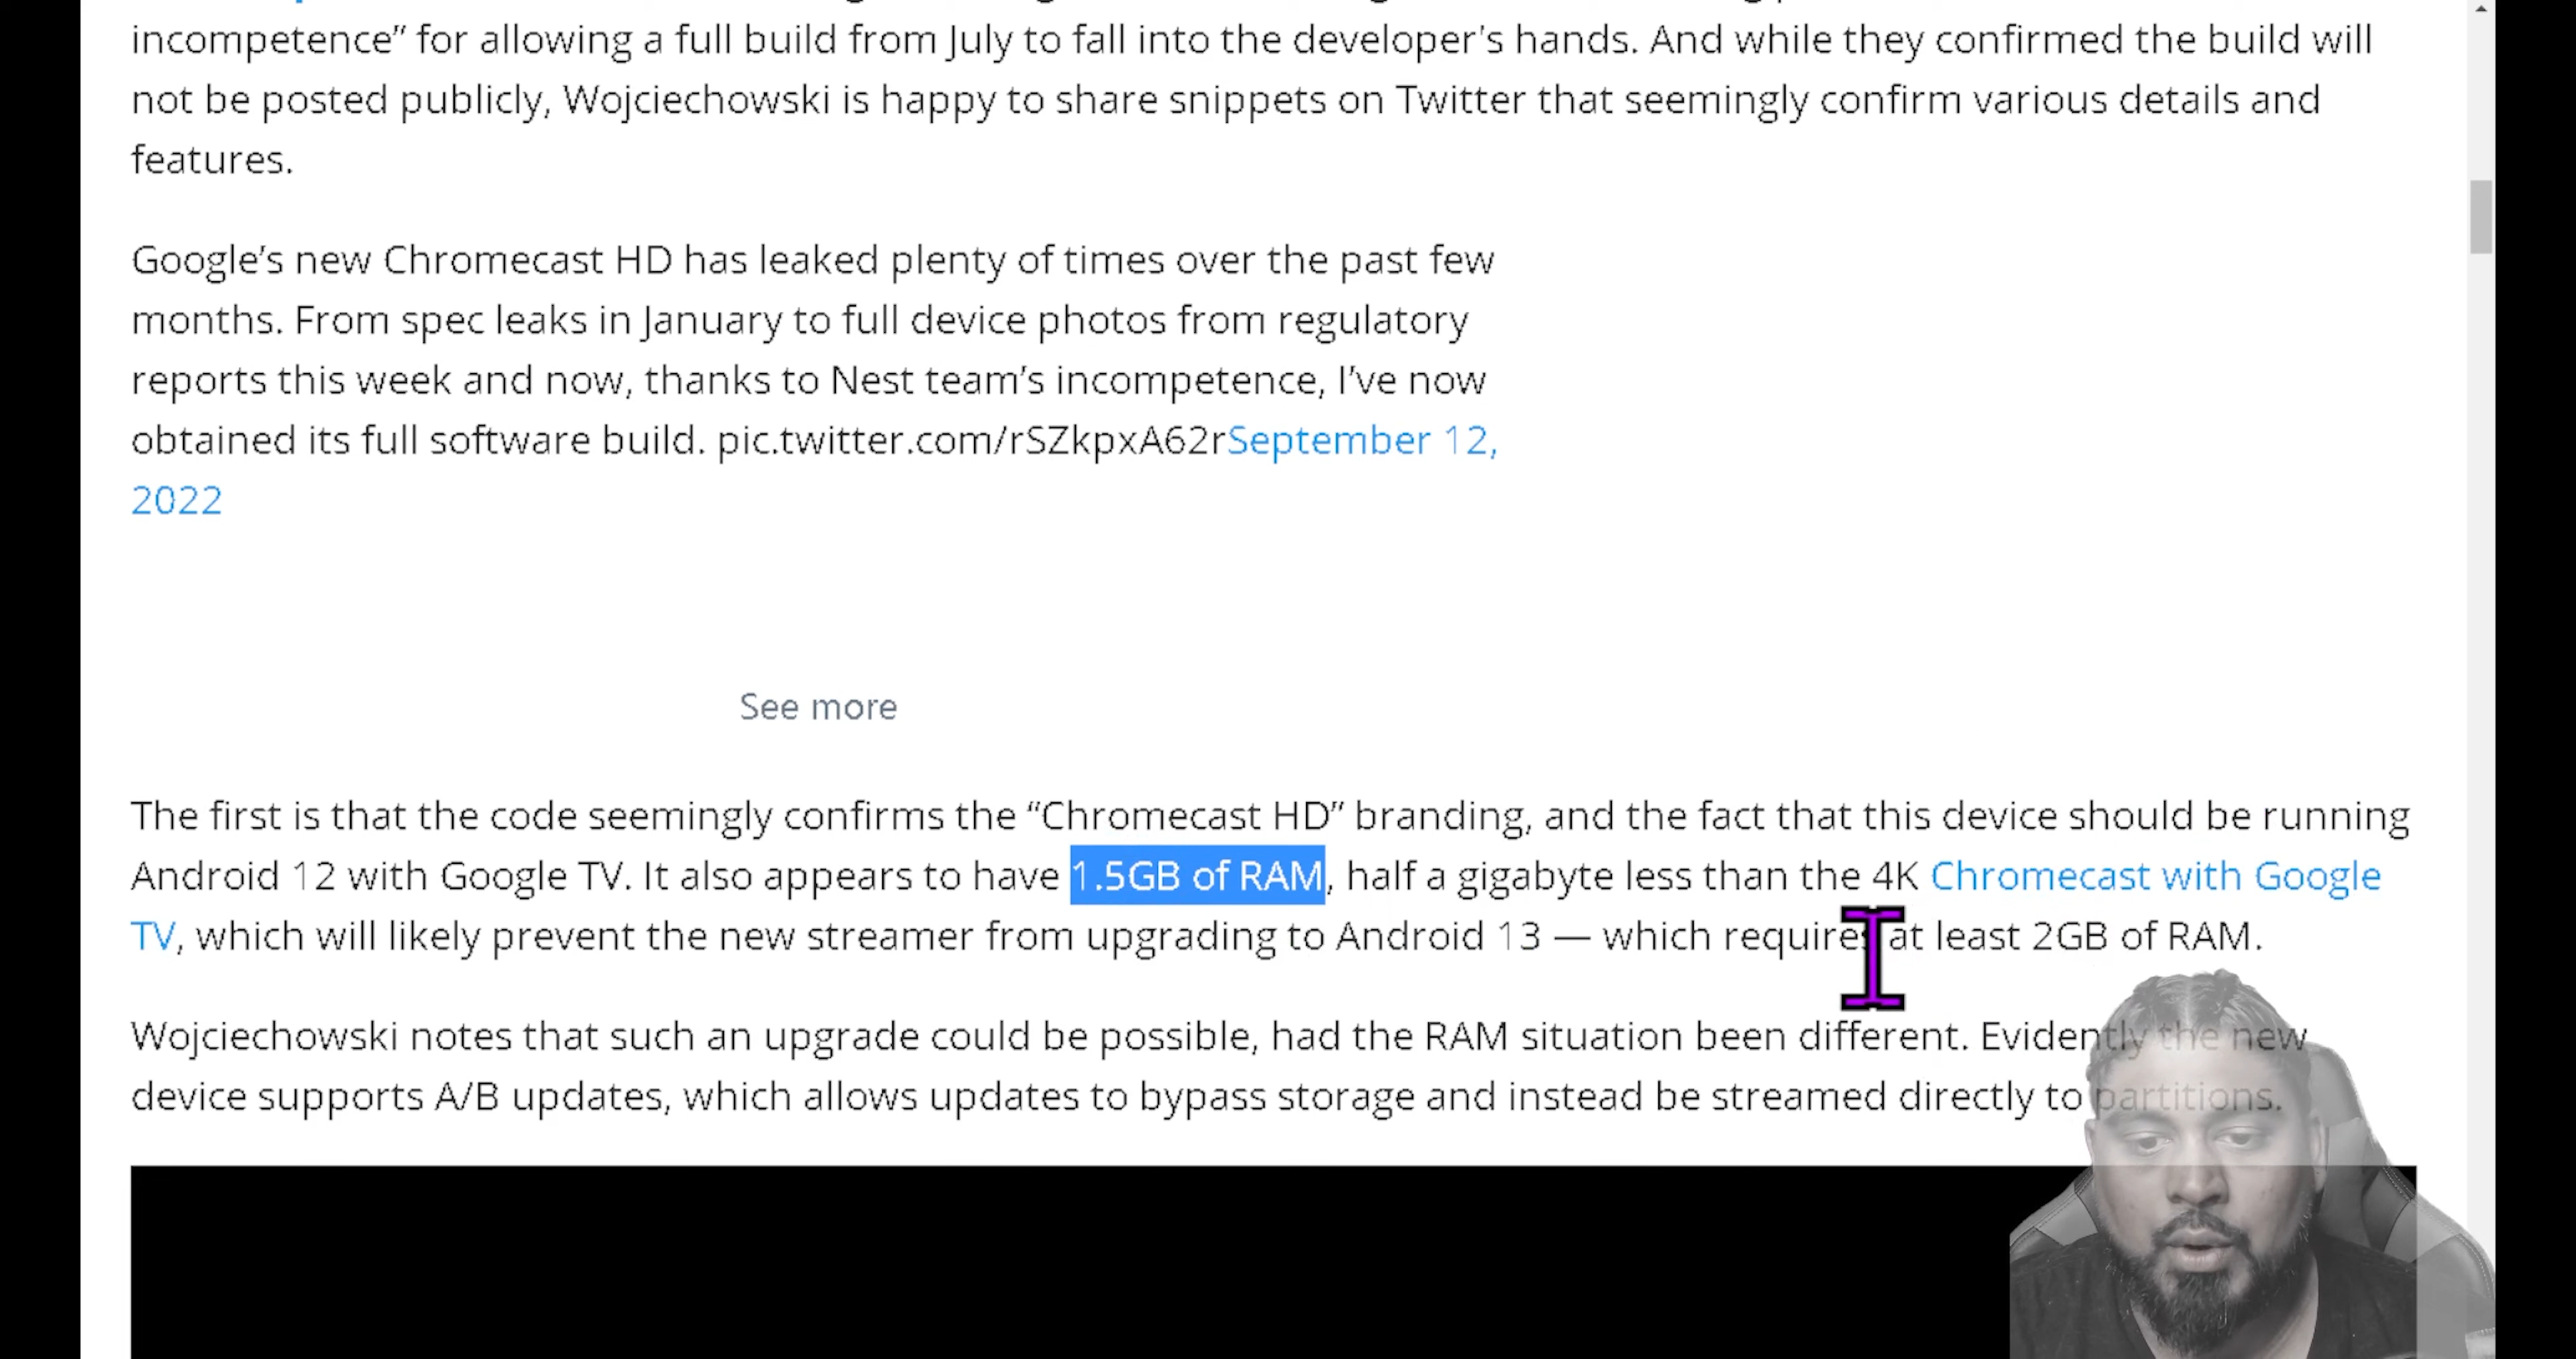 incompetence” for allowing a full build from July to fall into the developer's hands. And while they confirmed the build will
not be posted publicly, Wojciechowski is happy to share snippets on Twitter that seemingly confirm various details and
features.
Google’s new Chromecast HD has leaked plenty of times over the past few
months. From spec leaks in January to full device photos from regulatory
reports this week and now, thanks to Nest team’s incompetence, I’ve now
obtained its full software build. pic.twitter.com/rSZkpxA62rSeptember 12,
2022
See more
The first is that the code seemingly confirms the “Chromecast HD” branding, and the fact that this device should be running
Android 12 with Google TV. It also appears to have 1.5GB of RAM, half a gigabyte less than the 4K Chromecast with Google
TV, which will likely prevent the new streamer from upgrading to Android 13 — which requires at least 2GB of RAM.
Wojciechowski notes that such an upgrade could be possible, had the RAM situation been different. Evidently the new
device supports A/B updates, which allows updates to bypass storage and instead be streamed directly to partitions.